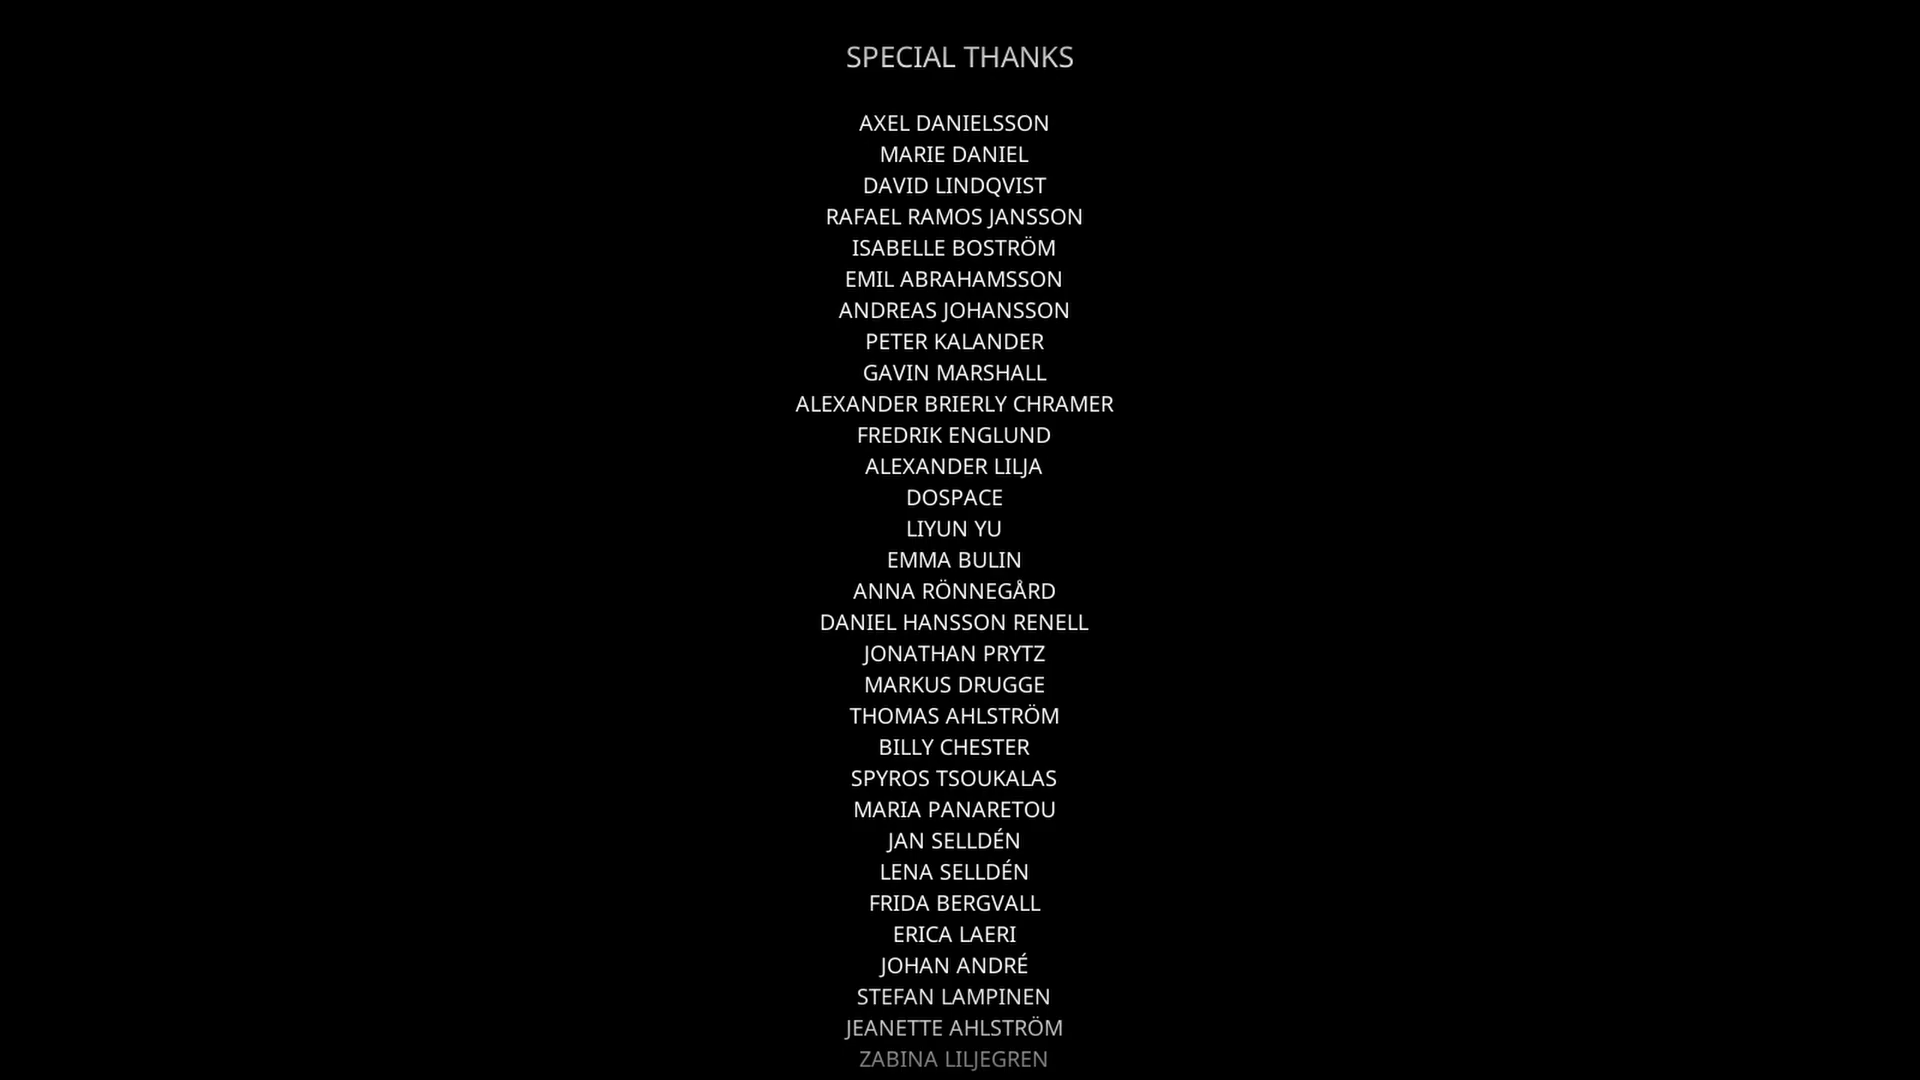 SPECIAL THANKS
AXEL DANIELSSON
MARIE DANIEL
DAVID LINDQVIST
RAFAEL RAMOS JANSSON
ISABELLE BOSTRÖM
EMIL ABRAHAMSSON
ANDREAS JOHANSSON
PETER KALANDER
GAVIN MARSHALL
ALEXANDER BRIERLY CHRAMER
FREDRIK ENGLUND
ALEXANDER LILJA
DOSPACE
LIYUN YU
EMMA BULIN
ANNA RÖNNEGÅRD
DANIEL HANSSON RENELL
JONATHAN PRYTZ
MARKUS DRUGGE
THOMAS AHLSTRÖM
BILLY CHESTER
SPYROS TSOUKALAS
MARIA PANARETOU
JAN SELLDÉN
LENA SELLDÉN
FRIDA BERGVALL
ERICA LAERI
JOHAN ANDRÉ
STEFAN LAMPINEN
JEANETTE AHLSTRÖM
ZABINA LILJEGREN